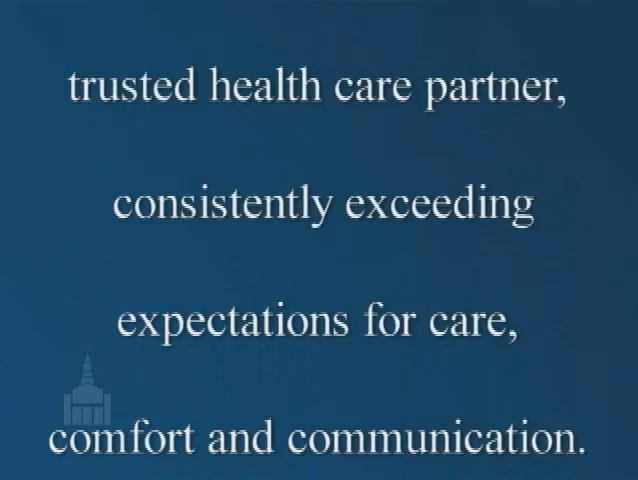 trusted health care partner,
consistently exceeding
expectations for care,
comfort and communication.